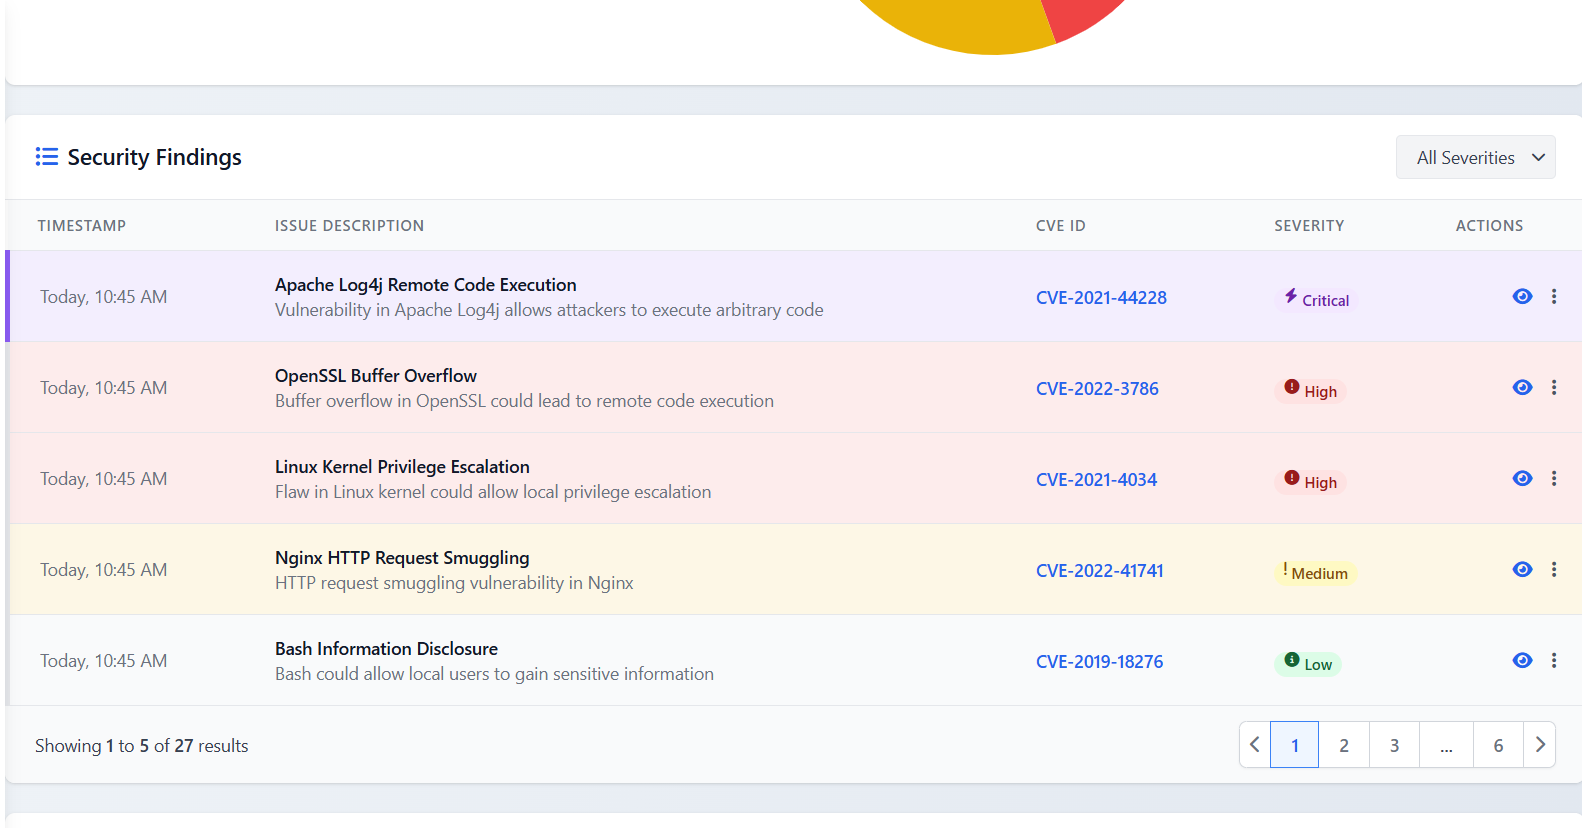 Security Findings
All Severities
TIMESTAMP ISSUE DESCRIPTION CVE ID SEVERITY ACTIONS
Today, 10:45 AM Apache Log4j Remote Code Execution CVE-2021-44228 Critical
Vulnerability in Apache Log4j allows attackers to execute arbitrary code
Today, 10:45 AM OpenSSL Buffer Overflow CVE-2022-3786 High
Buffer overflow in OpenSSL could lead to remote code execution
Today, 10:45 AM Linux Kernel Privilege Escalation CVE-2021-4034 High
Flaw in Linux kernel could allow local privilege escalation
Today, 10:45 AM Nginx HTTP Request Smuggling CVE-2022-41741 Medium
HTTP request smuggling vulnerability in Nginx
Today, 10:45 AM Bash Information Disclosure CVE-2019-18276 Low
Bash could allow local users to gain sensitive information
Showing 1 to 5 of 27 results
1 2 3 ... 6